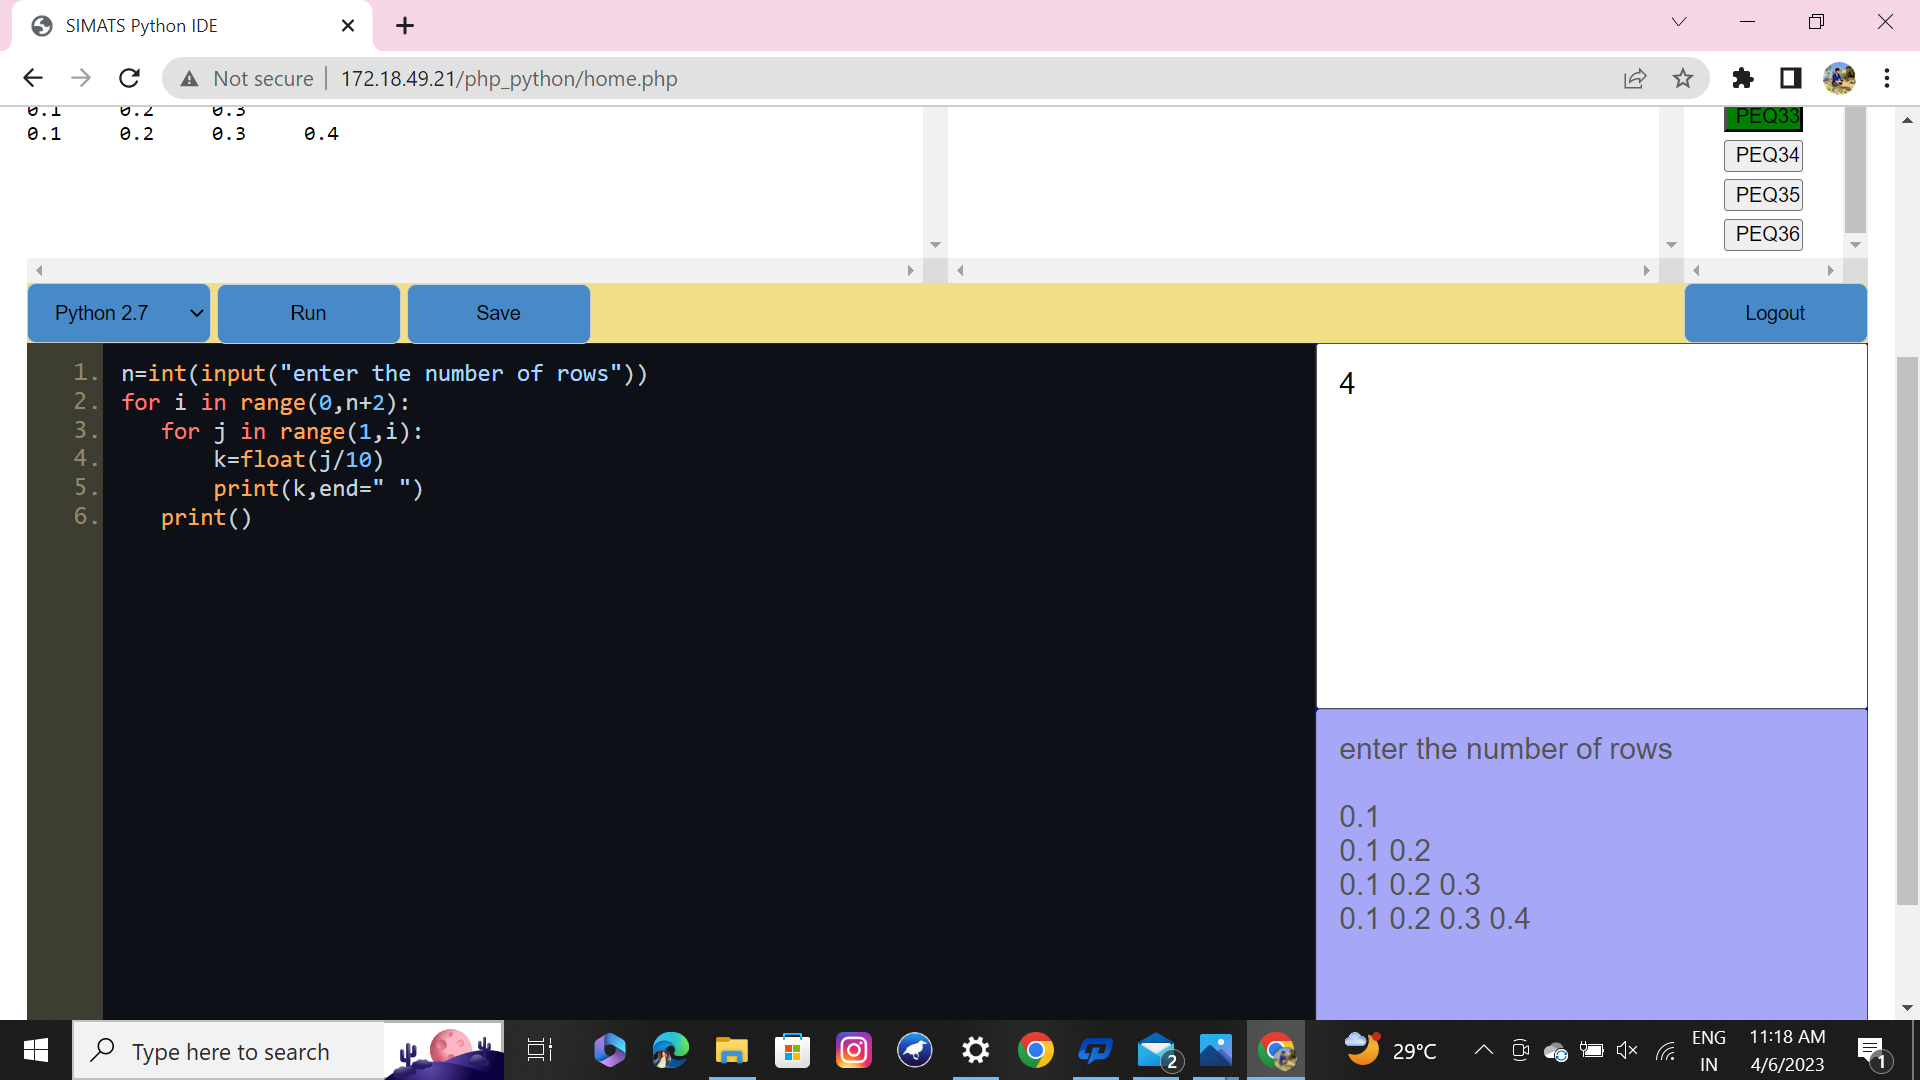 SIMATS Python IDE
Not secure 172.18.49.21/php_python/home.php
0.1 0.2 0.3
0.1 0.2 0.3 0.4
PEQ33
PEQ34
PEQ35
PEQ36
Python 2.7 Run Save Logout
1. n=int(input("enter the number of rows"))
2. for i in range(0,n+2):
3. for j in range(1,i):
4. k=float(j/10)
5. print(k,end=" ")
6. print()
4
enter the number of rows
0.1
0.1 0.2
0.1 0.2 0.3
0.1 0.2 0.3 0.4
Type here to search
2
29°C
ENG
IN
11:18 AM
4/6/2023
1